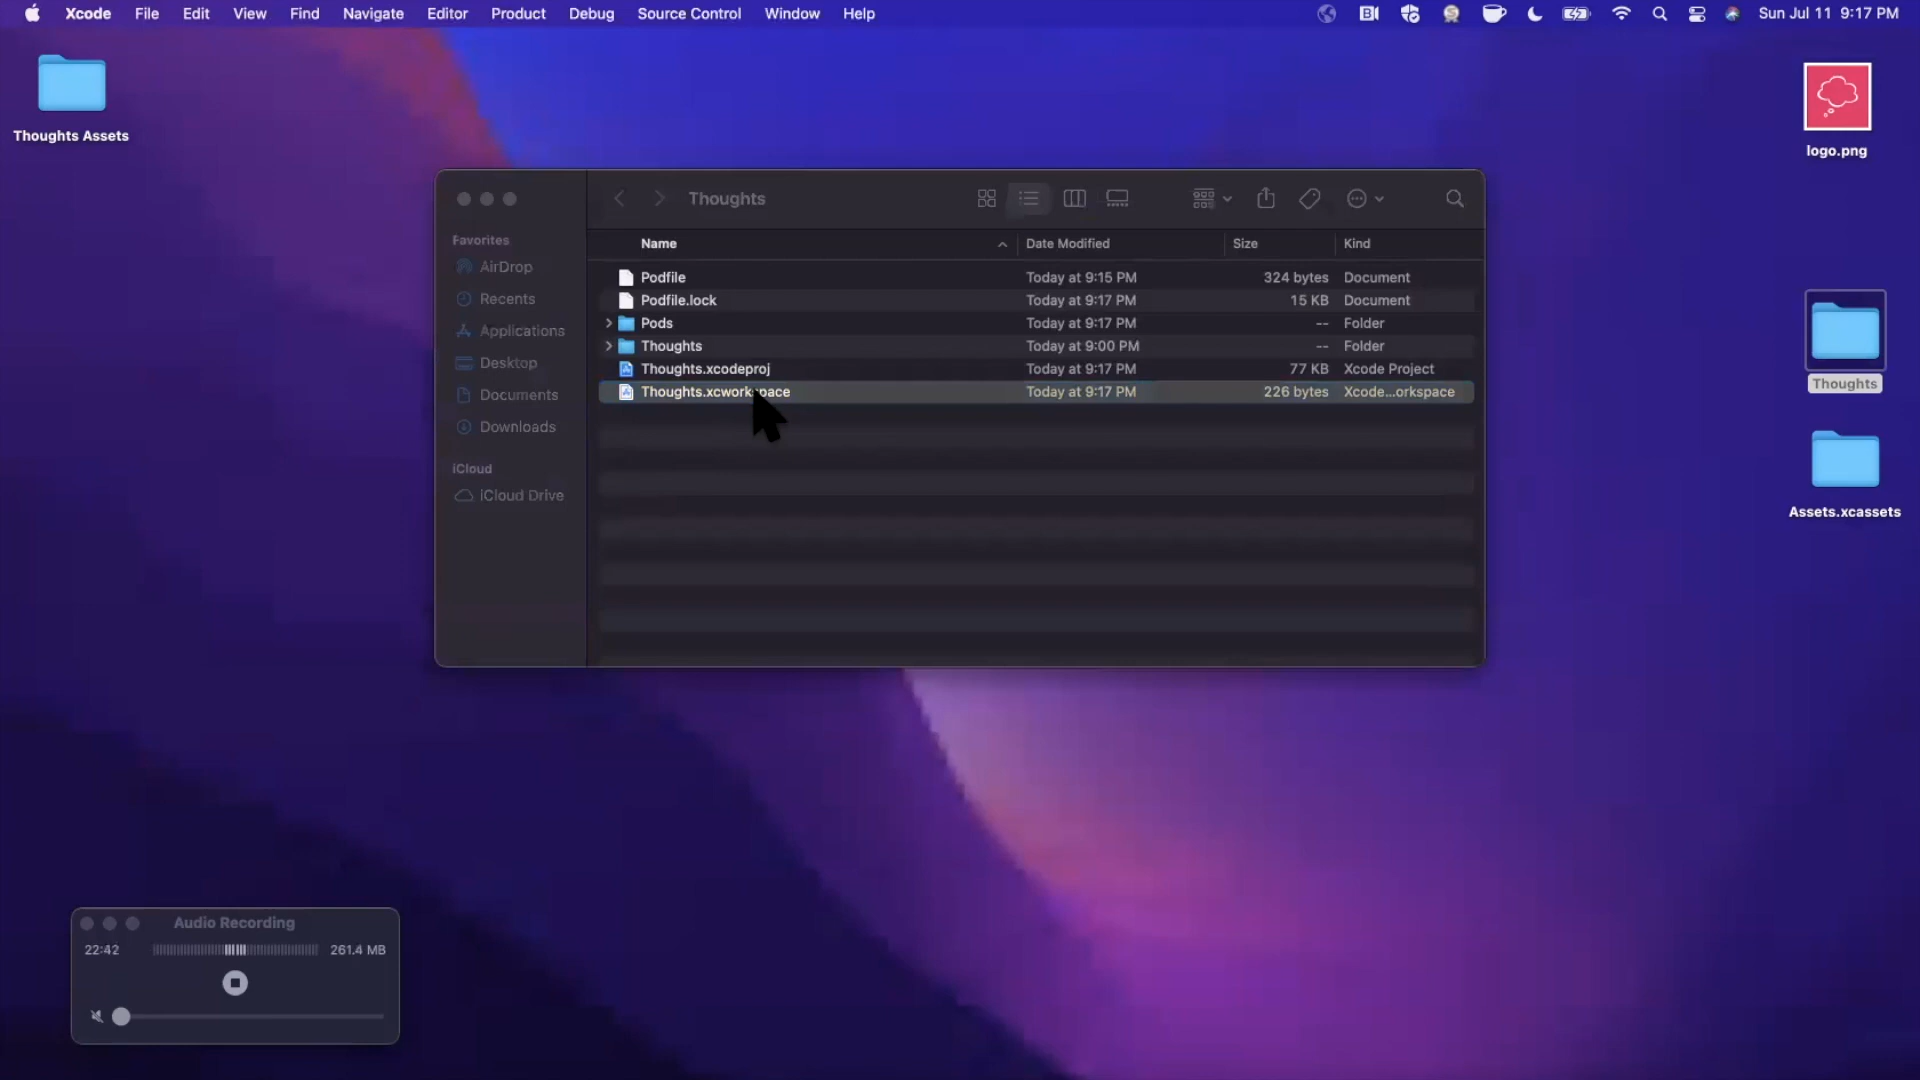 Xcode File Edit View Find Navigate Editor Product Debug Source Control Window Help Sun Jul 11 9:17 PM
Thoughts Assets
logo.png
Thoughts
Favorites
AirDrop
Recents
Applications
Desktop
Documents
Downloads
iCloud
iCloud Drive
Name Date Modified Size Kind
Podfile Today at 9:15 PM 324 bytes Document
Podfile.lock Today at 9:17 PM 15 KB Document
Pods Today at 9:17 PM -- Folder
Thoughts Today at 9:00 PM -- Folder
Thoughts.xcodeproj Today at 9:17 PM 77 KB Xcode Project
Thoughts.xcworkspace Today at 9:17 PM 226 bytes Xcode...orkspace
Thoughts
Assets.xcassets
Audio Recording
22:42 261.4 MB